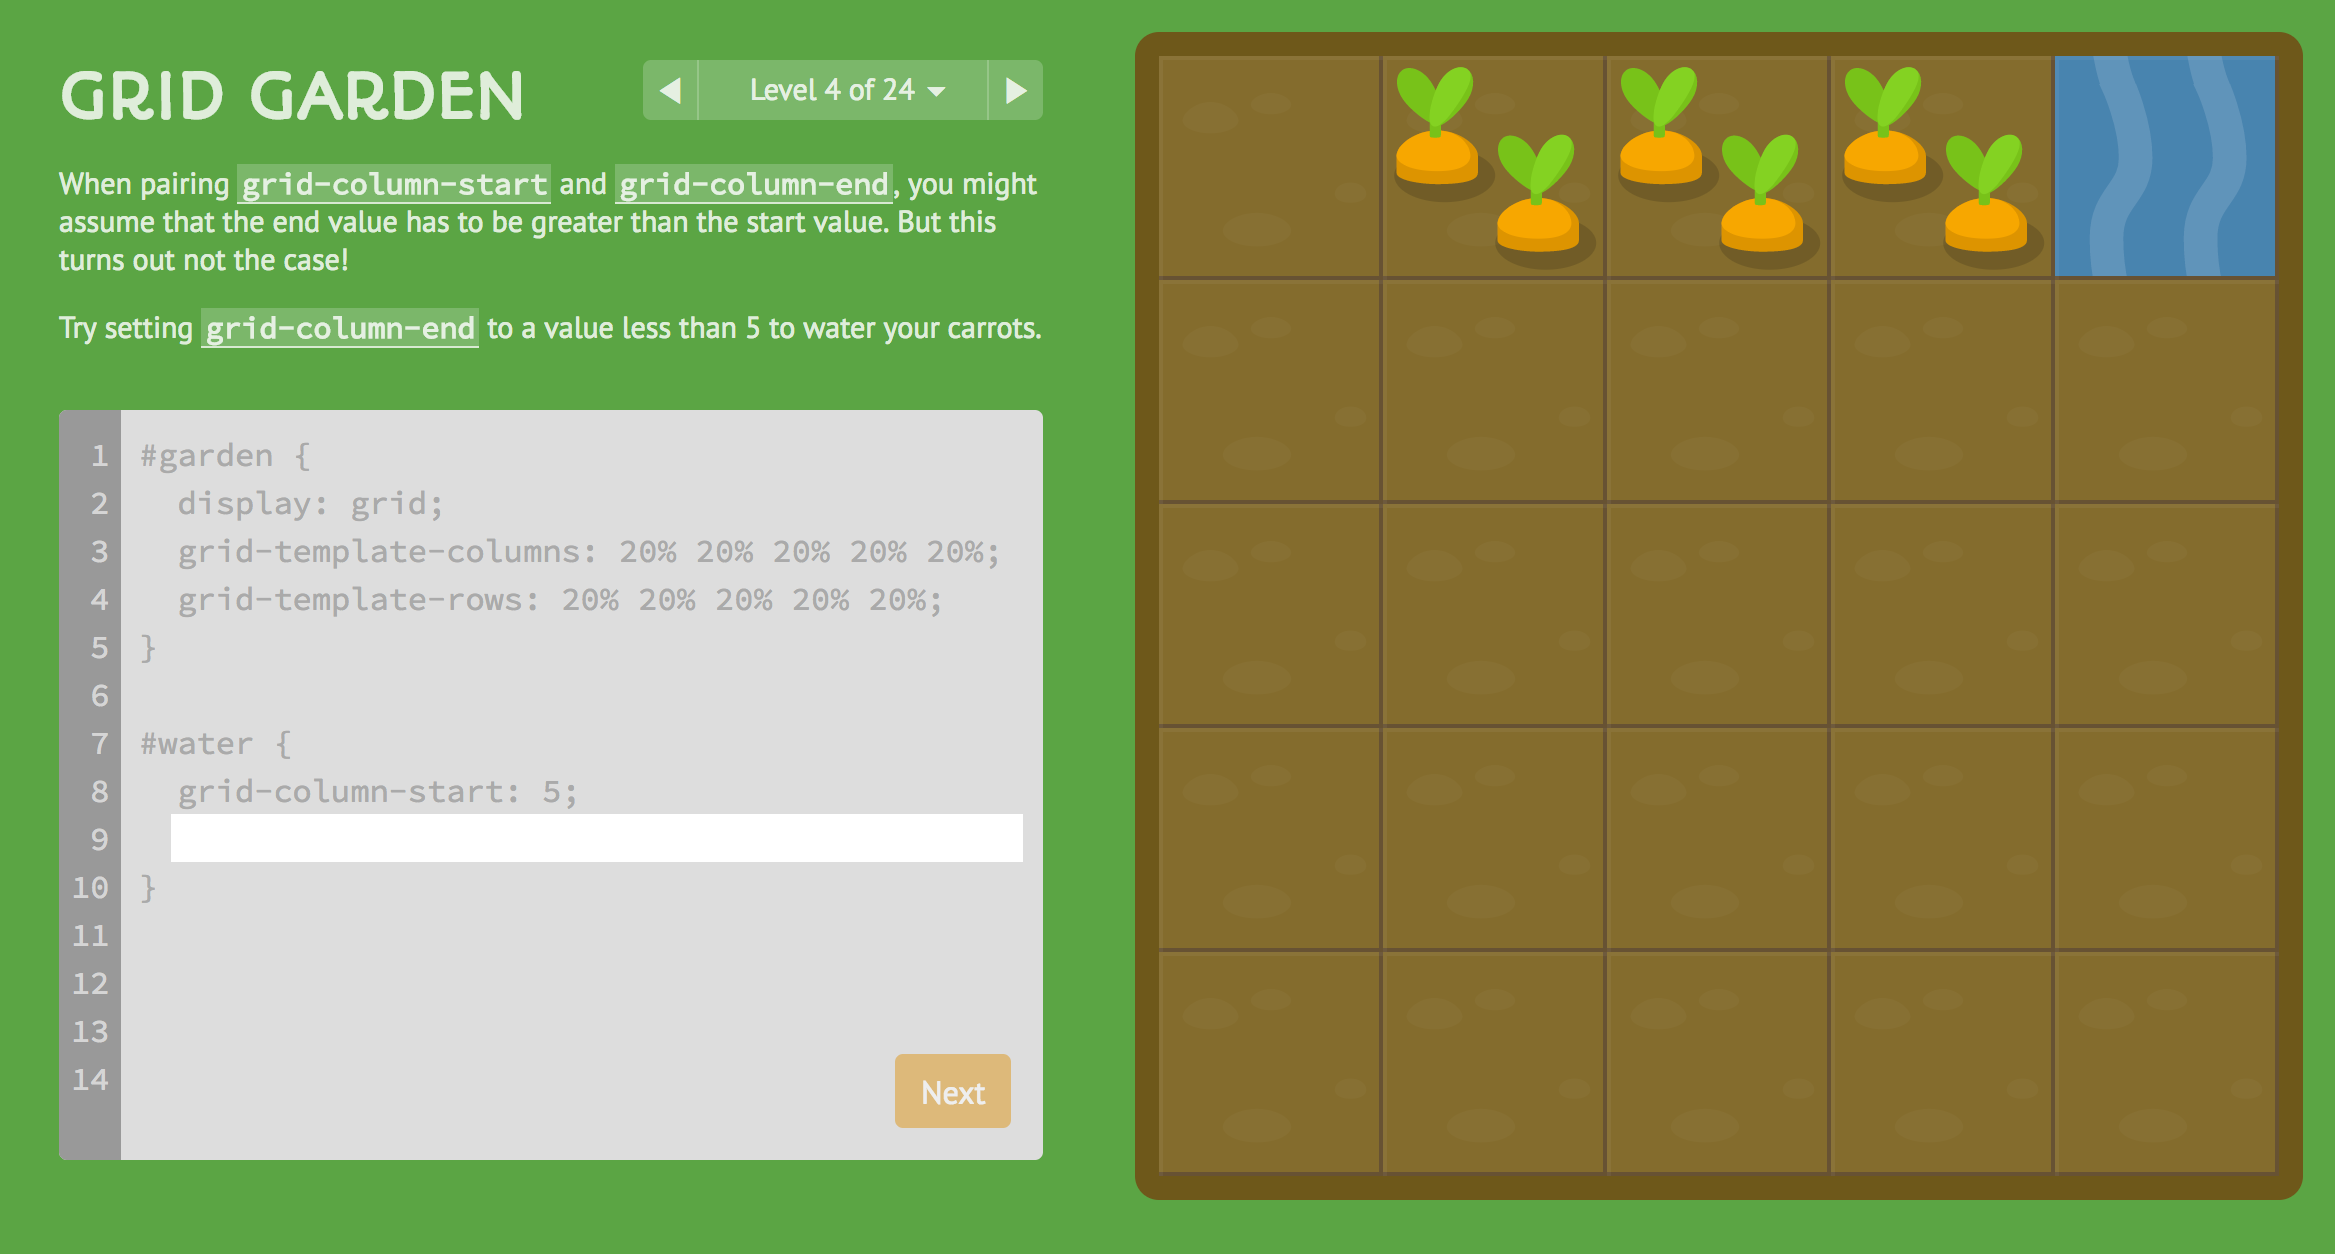 GRID GARDEN
Level 4 of 24
When pairing grid-column-start and grid-column-end, you might
assume that the end value has to be greater than the start value. But this
turns out not the case!
Try setting grid-column-end to a value less than 5 to water your carrots.
1 #garden {
2   display: grid;
3   grid-template-columns: 20% 20% 20% 20% 20%;
4   grid-template-rows: 20% 20% 20% 20% 20%;
5 }
6
7 #water {
8   grid-column-start: 5;
9
10 }
11
12
13
14
Next